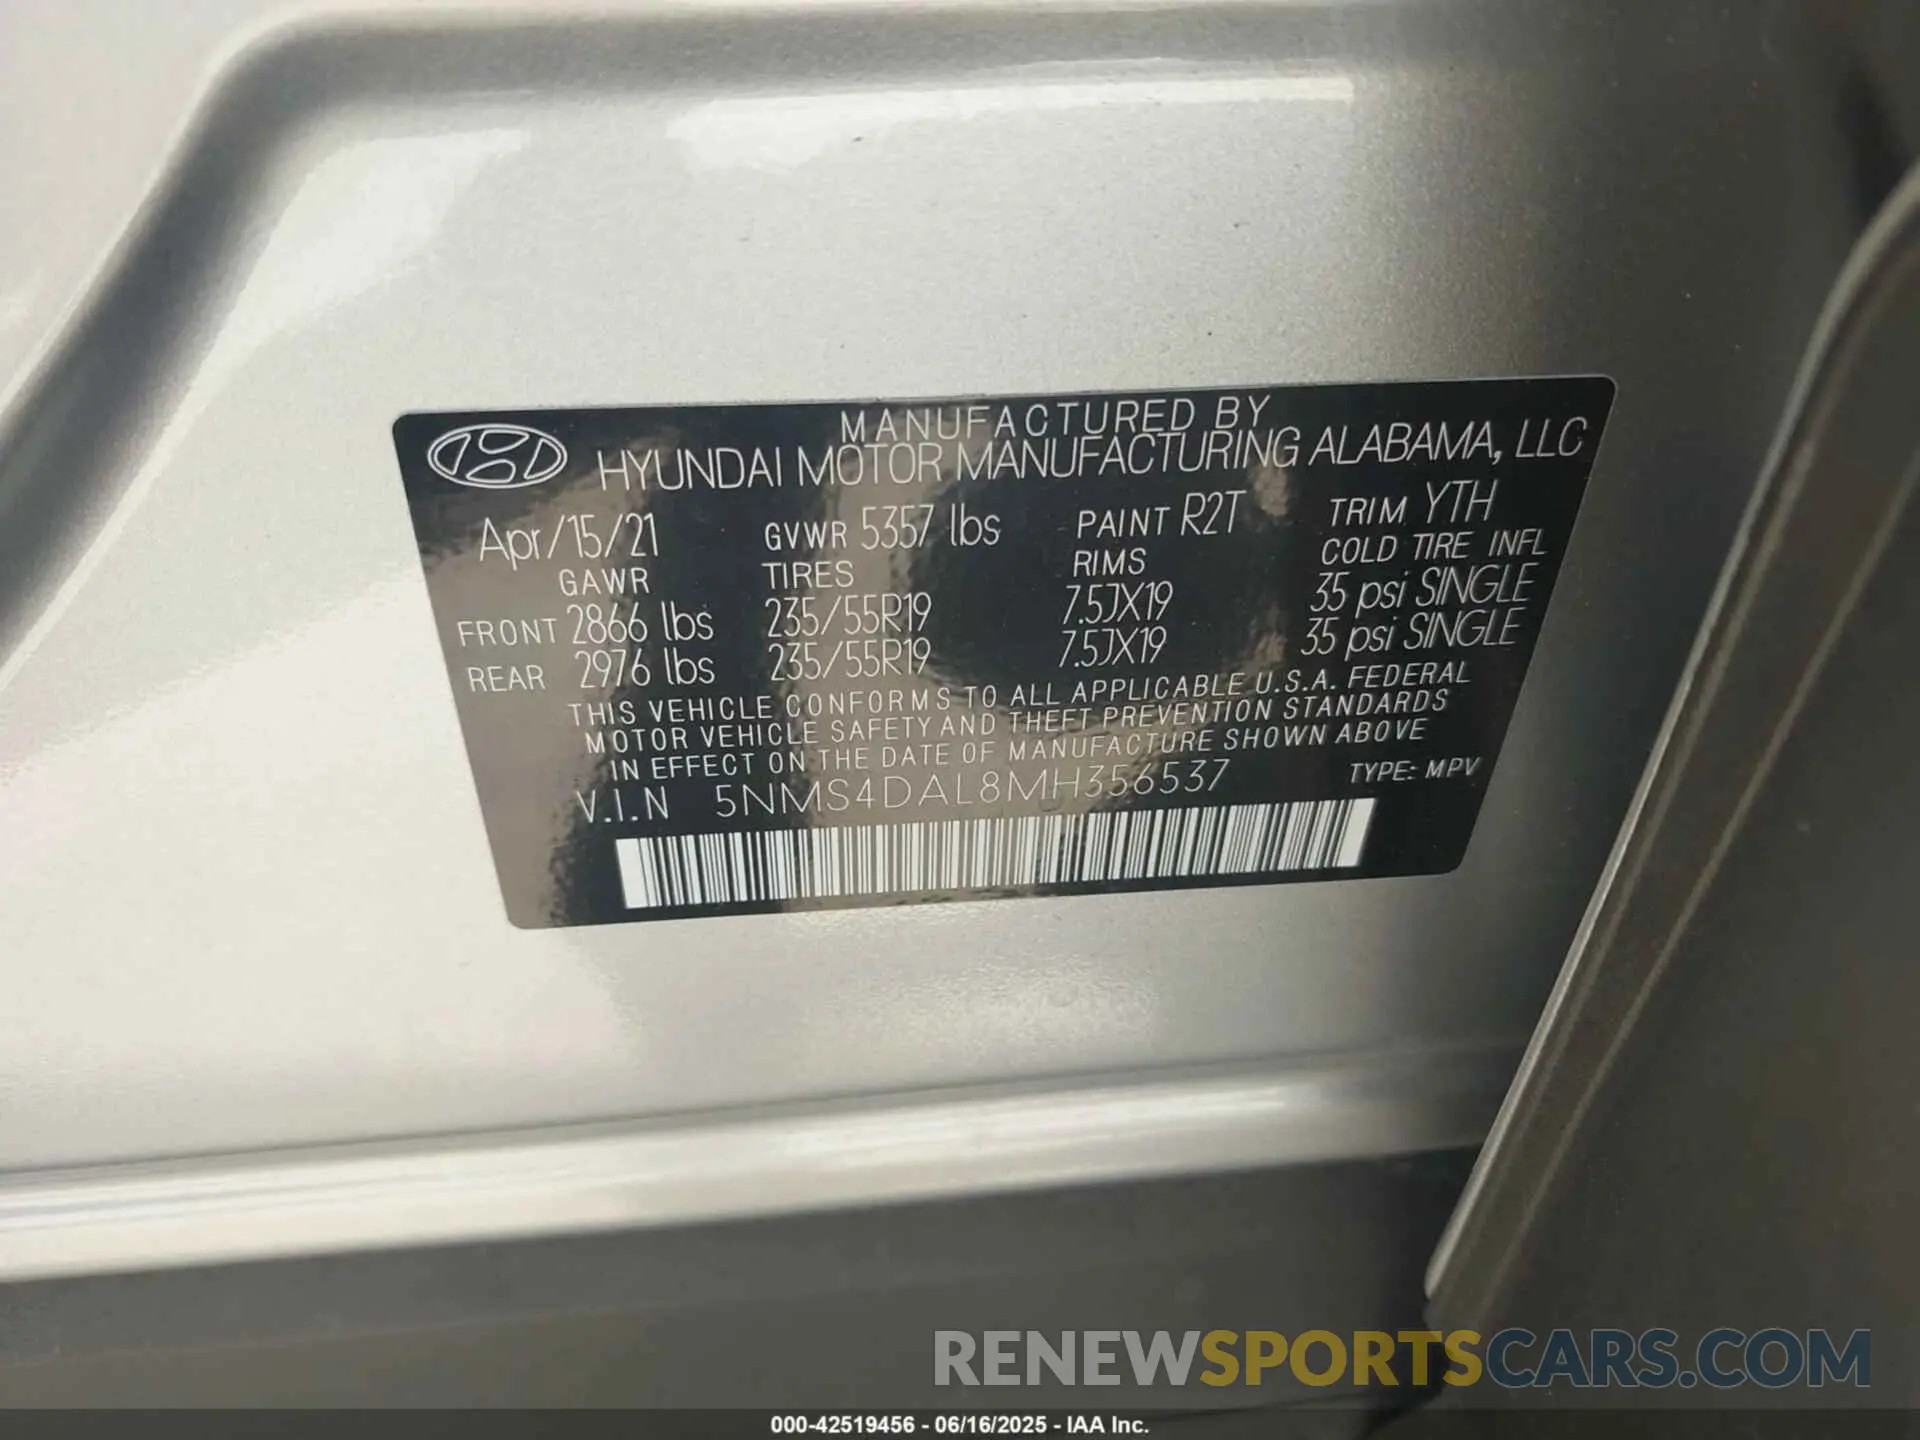 MANUFACTURED BY
HYUNDAI MOTOR MANUFACTURING ALABAMA, LLC
Apr/15/21 GVWR 5357 lbs PAINT R2T TRIM YTH
GAWR TIRES RIMS COLD TIRE INFL
FRONT 2866 lbs 235/55R19 7.5JX19 35 psi SINGLE
REAR 2976 lbs 235/55R19 7.5JX19 35 psi SINGLE
THIS VEHICLE CONFORMS TO ALL APPLICABLE U.S.A. FEDERAL
MOTOR VEHICLE SAFETY AND THEFT PREVENTION STANDARDS
IN EFFECT ON THE DATE OF MANUFACTURE SHOWN ABOVE
V.I.N 5NMS4DAL8MH356537 TYPE: MPV
RENEWSPORTSCARS.COM
000-42519456 - 06/16/2025 - IAA Inc.